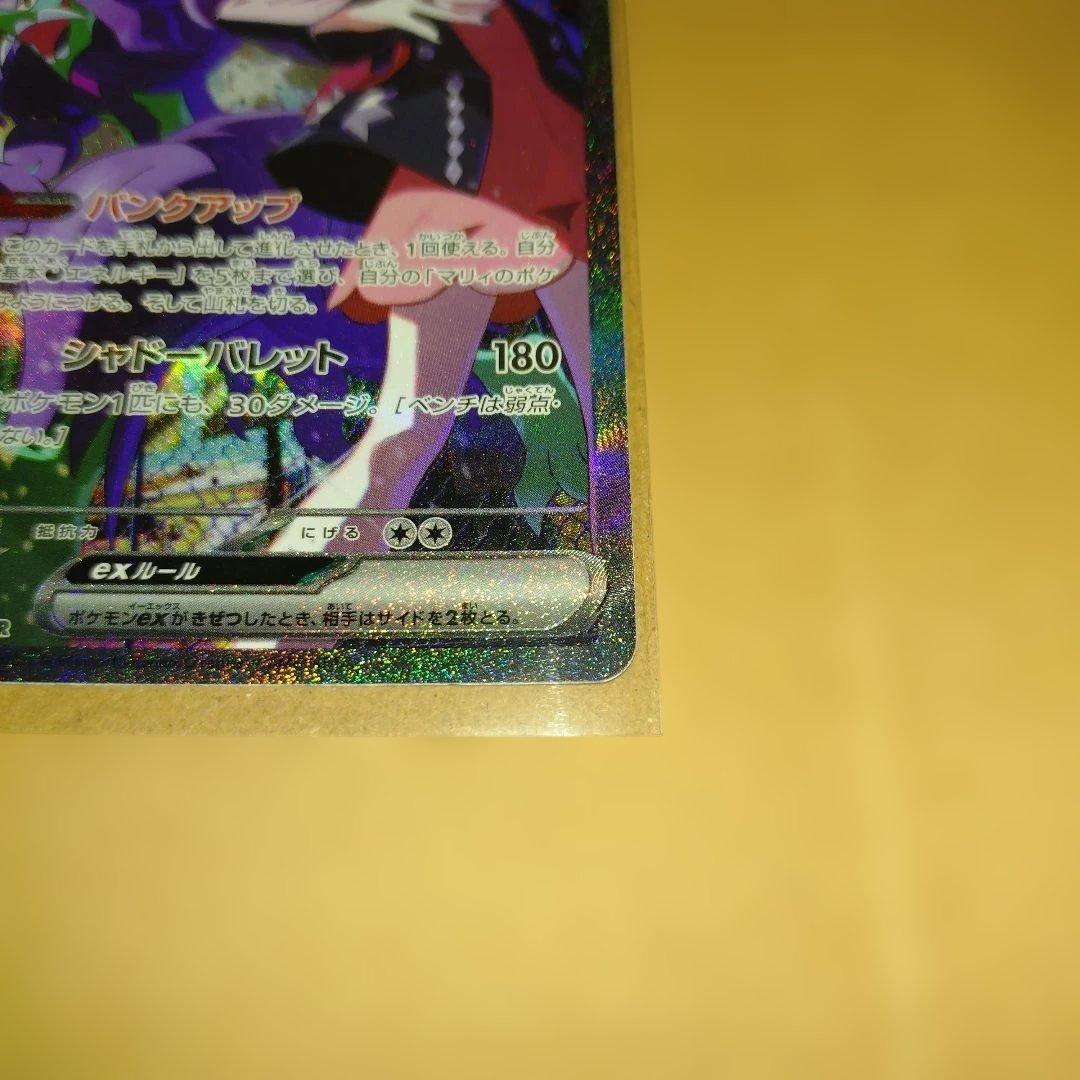 パンクアップ
このカードを手札から出して進化させたとき、1回使える。自分
基本 エネルギー」を5枚まで選び、自分の「マリィのポケ
ようにつける。そして山札を切る。
シャドーバレット 180
ポケモン1匹にも、30ダメージ。[ベンチは弱点・
ない。]
抵抗力 にげる
exルール
ポケモンexがきぜつしたとき、相手はサイドを2枚とる。
R